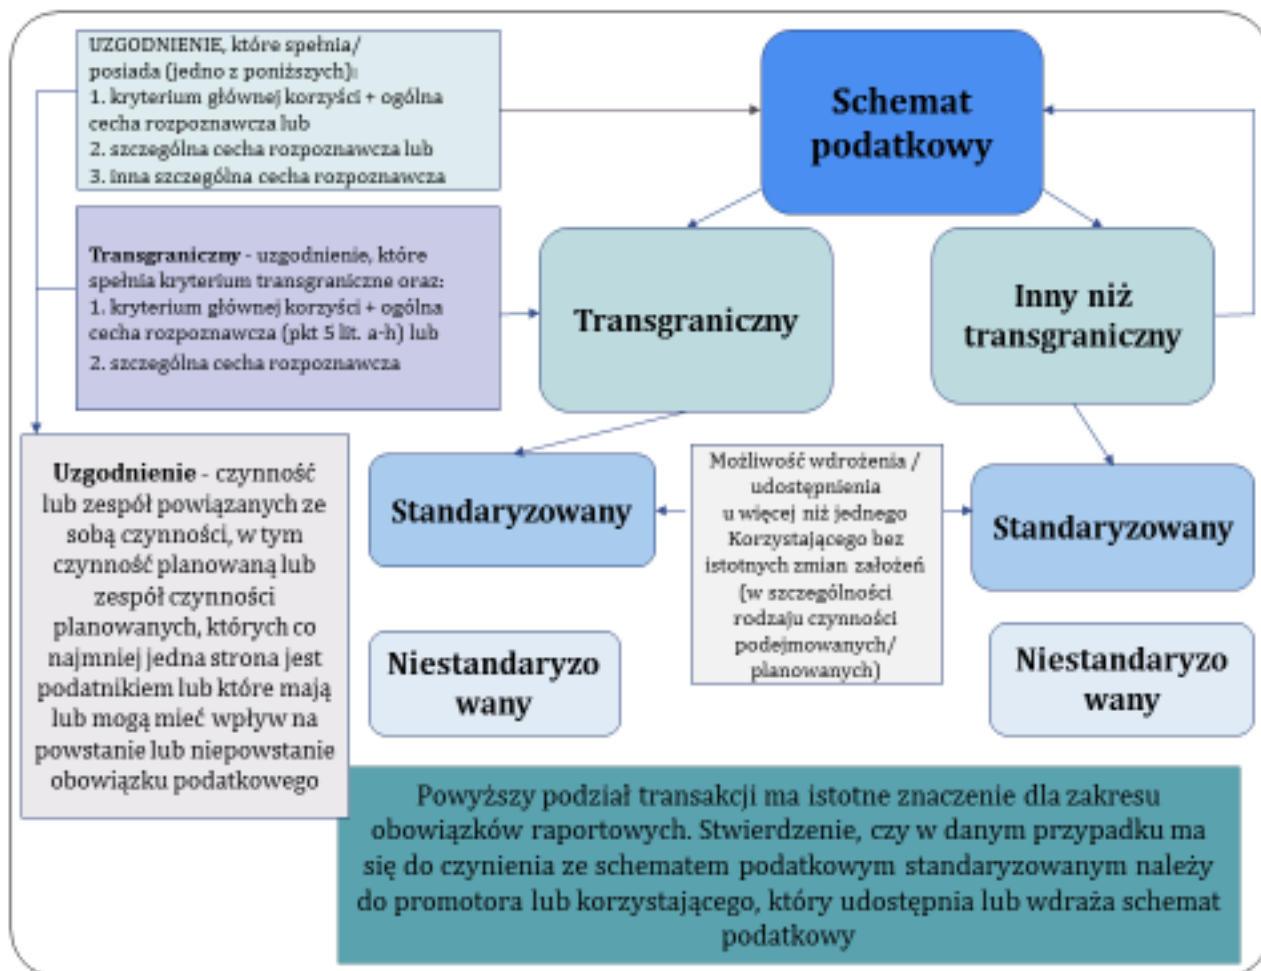 UZGODNIENIE, które spełnia/
posiada (jedno z poniższych):
1. kryterium głównej korzyści + ogólna
cecha rozpoznawcza lub
2. szczególna cecha rozpoznawcza lub
3. inna szczególna cecha rozpoznawcza
Schemat
podatkowy
Transgraniczny - uzgodnienie, które
spełnia kryterium transgraniczne oraz:
1. kryterium głównej korzyści + ogólna
cecha rozpoznawcza (pkt 5 lit. a-h) lub
2. szczególna cecha rozpoznawcza
Transgraniczny
Inny niż
transgraniczny
Uzgodnienie - czynność
lub zespół powiązanych ze
sobą czynności, w tym
czynność planowaną lub
zespół czynności
planowanych, których co
najmniej jedna strona jest
podatnikiem lub które mają
lub mogą mieć wpływ na
powstanie lub niepowstanie
obowiązku podatkowego
Standaryzowany
Możliwość wdrożenia /
udostępnienia
u więcej niż jednego
Korzystającego bez
istotnych zmian założeń
(w szczególności
rodzaju czynności
podejmowanych/
planowanych)
Standaryzowany
Niestandaryzo
wany
Niestandaryzo
wany
Powyższy podział transakcji ma istotne znaczenie dla zakresu
obowiązków raportowych. Stwierdzenie, czy w danym przypadku ma
się do czynienia ze schematem podatkowym standaryzowanym należy
do promotora lub korzystającego, który udostępnia lub wdraża schemat
podatkowy